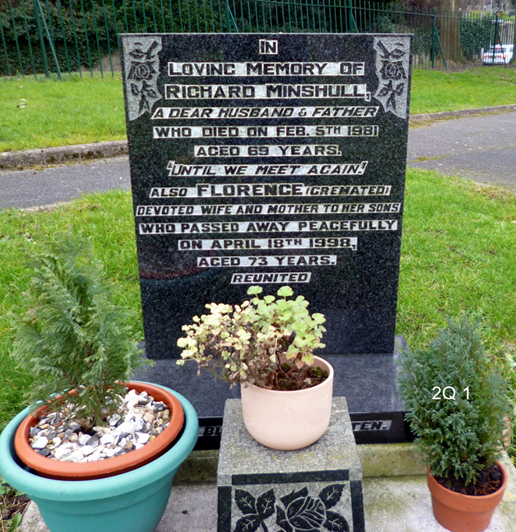 IN
LOVING MEMORY OF
RICHARD MINSHULL,
A DEAR HUSBAND & FATHER
WHO DIED ON FEB. 5TH 1981
AGED 69 YEARS.
'UNTIL WE MEET AGAIN.'
ALSO FLORENCE (CREMATED)
DEVOTED WIFE AND MOTHER TO HER SONS
WHO PASSED AWAY PEACEFULLY
ON APRIL 18TH 1998,
AGED 73 YEARS.
REUNITED
2Q 1